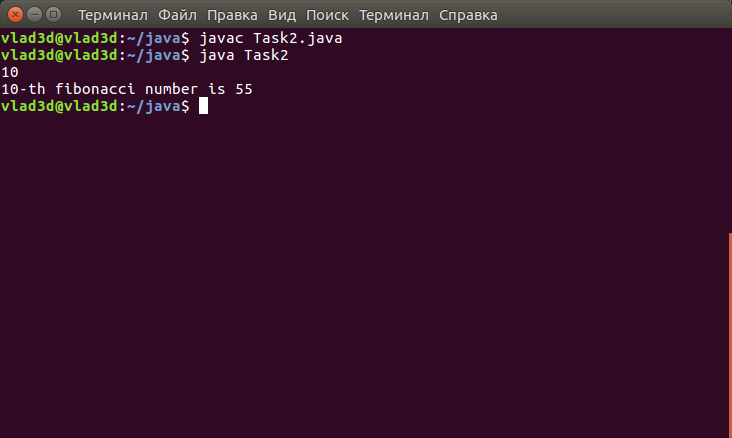 Терминал Файл Правка Вид Поиск Терминал Справка
vlad3d@vlad3d:~/java$ javac Task2.java
vlad3d@vlad3d:~/java$ java Task2
10
10-th fibonacci number is 55
vlad3d@vlad3d:~/java$